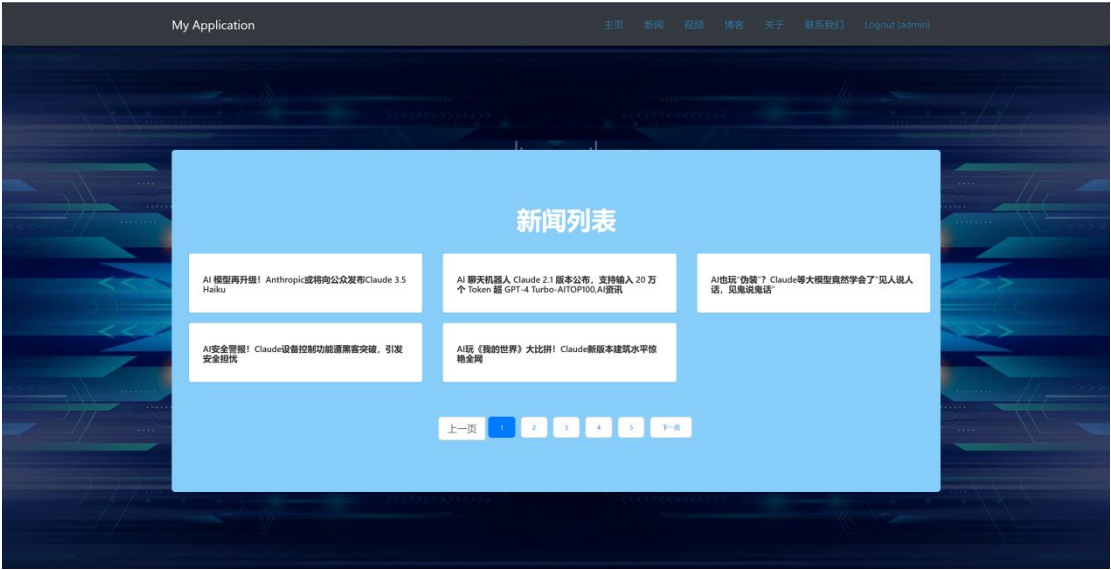 My Application
主页 新闻 视频 博客 关于 联系我们 Logout (admin)
新闻列表
AI 模型再升级！Anthropic或将向公众发布Claude 3.5
Haiku
AI 聊天机器人 Claude 2.1 版本公布，支持输入 20 万
个 Token 超 GPT-4 Turbo-AITOP100,AI资讯
AI也玩“伪装”？Claude等大模型竟然学会了“见人说人
话，见鬼说鬼话”
AI安全警报！Claude设备控制功能遭黑客突破，引发
安全担忧
AI玩《我的世界》大比拼！Claude新版本建筑水平惊
艳全网
上一页 1 2 3 4 5 下一页